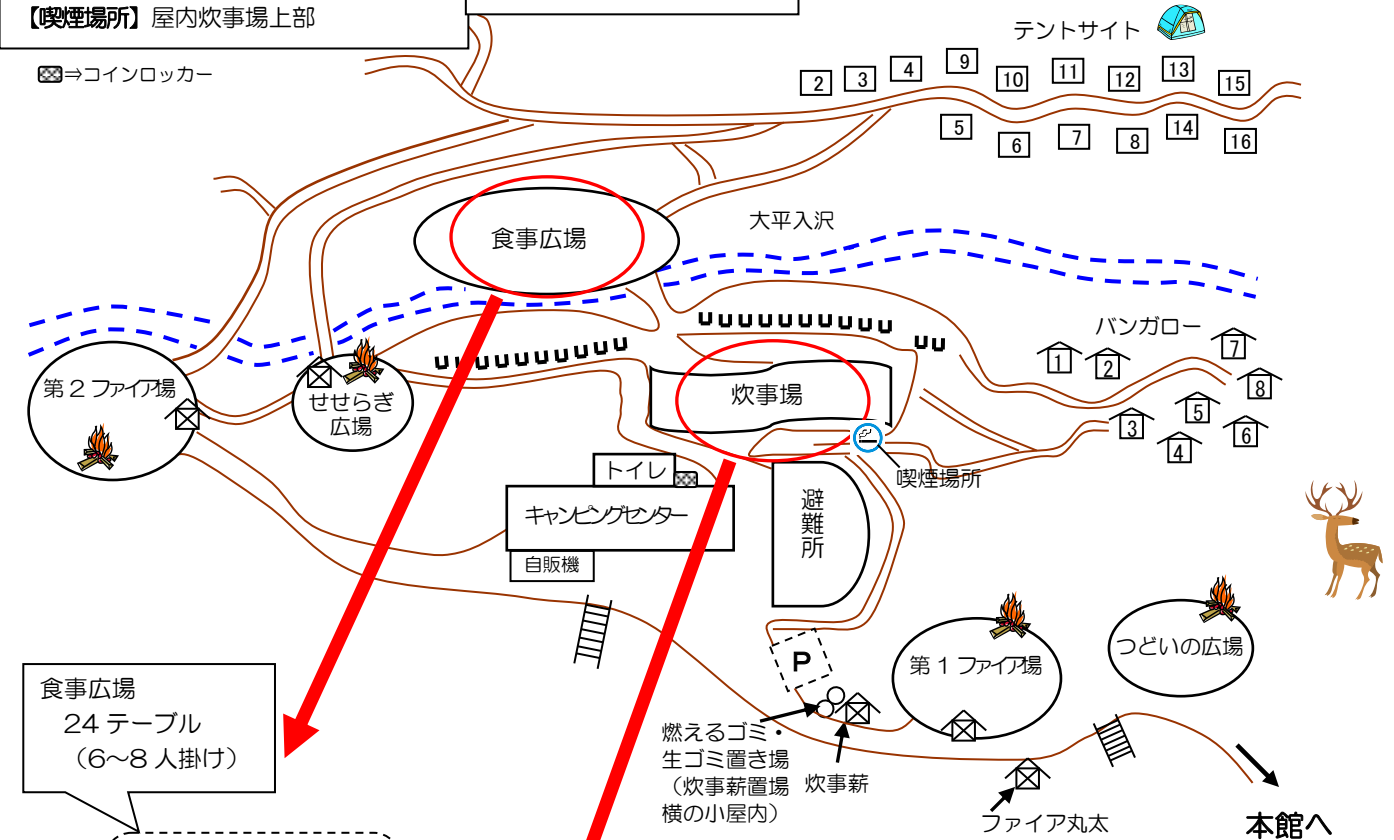 【喫煙場所】屋内炊事場上部
⇒コインロッカー
テントサイト
2
3
4
9
10
11
12
13
15
5
6
7
8
14
16
食事広場
大平入沢
バンガロー
1
2
7
8
3
5
4
6
第2ファイア場
せせらぎ
広場
炊事場
喫煙場所
トイレ
キャンピングセンター
自販機
避
難
所
P
第1ファイア場
つどいの広場
食事広場
24テーブル
（6～8人掛け）
燃えるゴミ・
生ゴミ置き場
（炊事薪置場
横の小屋内）
炊事薪
ファイア丸太
本館へ